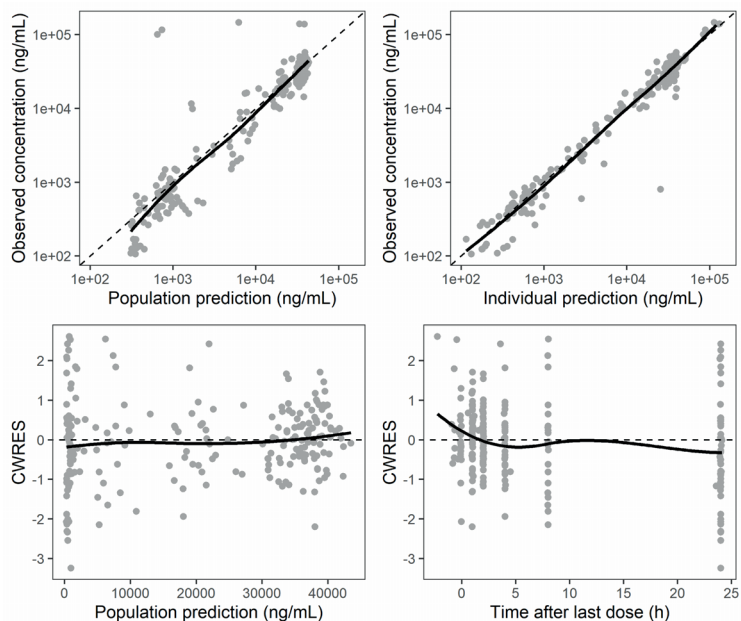 1e+05
1e+04
1e+03
1e+02
Observed concentration (ng/mL)
1e+02 1e+03 1e+04 1e+05
Population prediction (ng/mL)
1e+05
1e+04
1e+03
1e+02
Observed concentration (ng/mL)
1e+02 1e+03 1e+04 1e+05
Individual prediction (ng/mL)
2
1
0
-1
-2
-3
CWRES
0 10000 20000 30000 40000
Population prediction (ng/mL)
2
1
0
-1
-2
-3
CWRES
0 5 10 15 20 25
Time after last dose (h)